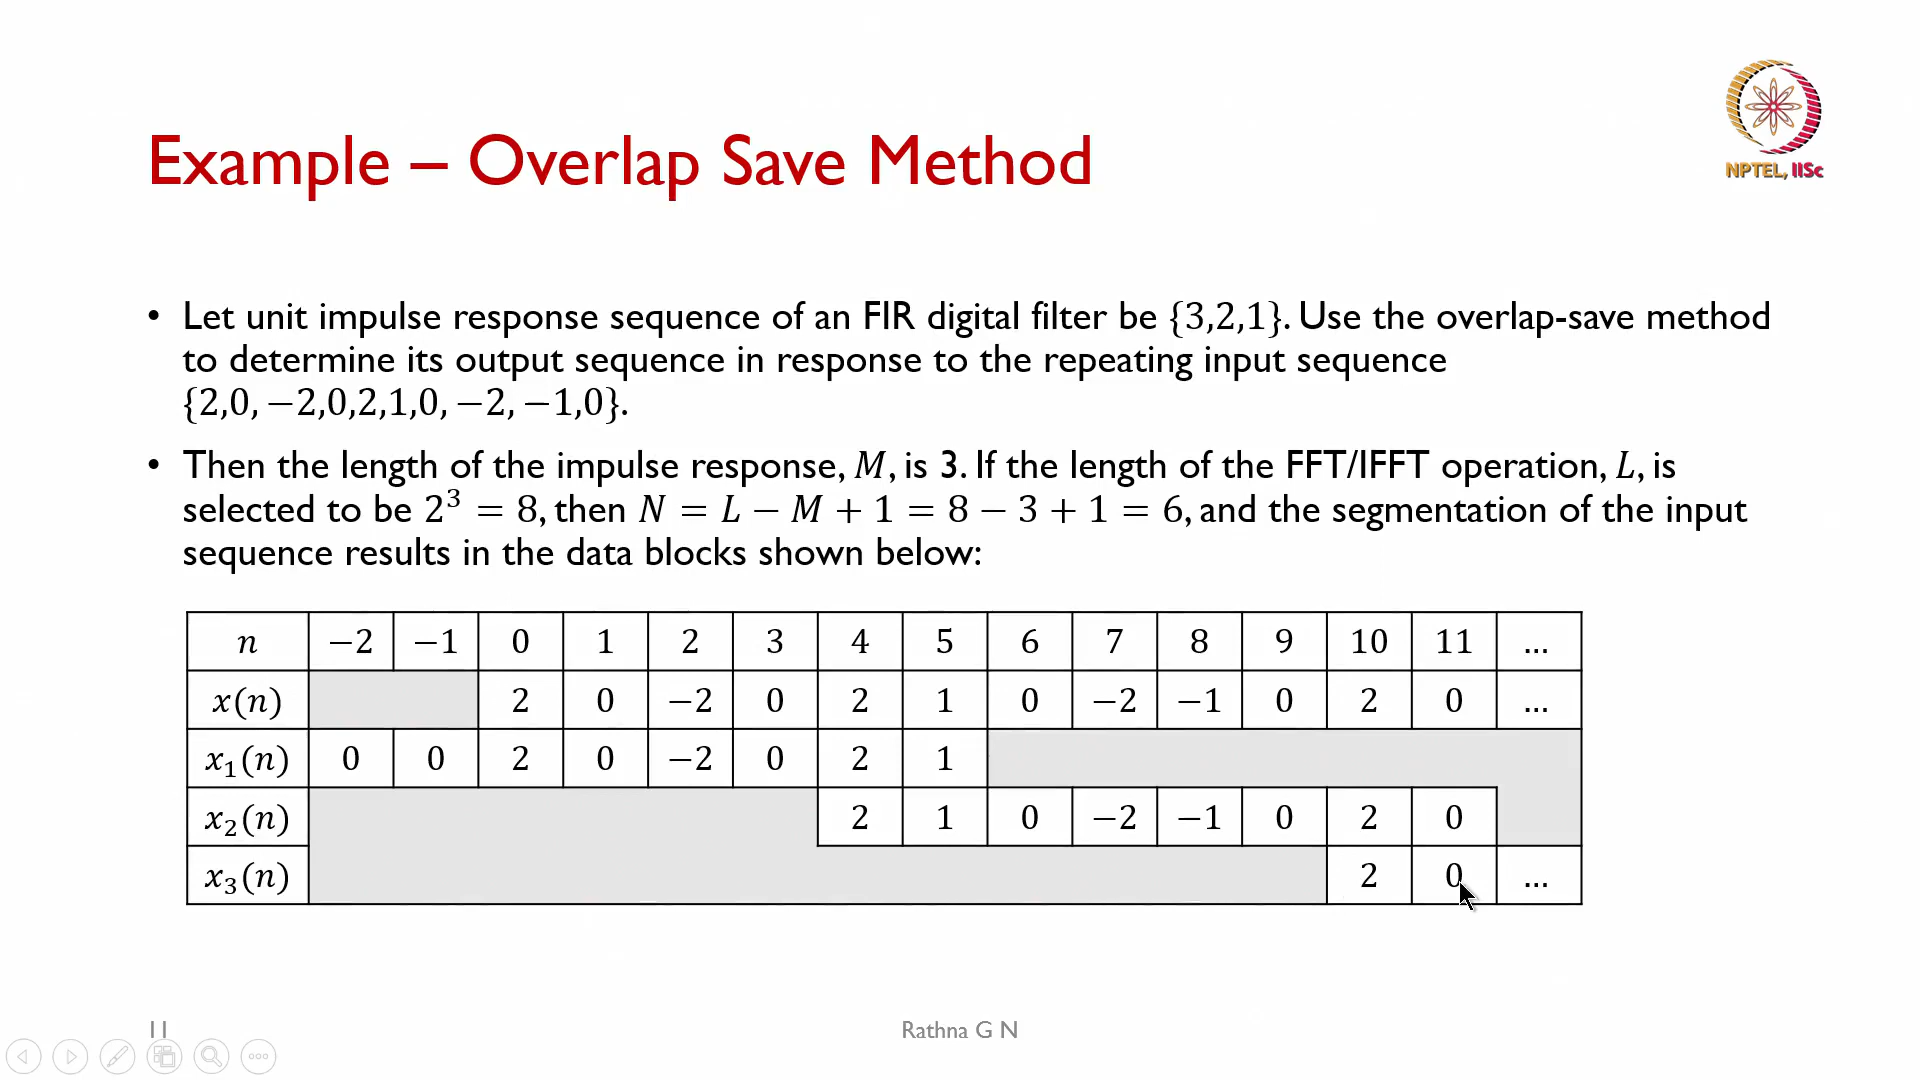 NPTEL, IISc
Example – Overlap Save Method
• Let unit impulse response sequence of an FIR digital filter be {3,2,1}. Use the overlap-save method
to determine its output sequence in response to the repeating input sequence
{2,0, −2,0,2,1,0, −2, −1,0}.
• Then the length of the impulse response, M, is 3. If the length of the FFT/IFFT operation, L, is
selected to be 2³ = 8, then N = L − M + 1 = 8 − 3 + 1 = 6, and the segmentation of the input
sequence results in the data blocks shown below:
n −2 −1 0 1 2 3 4 5 6 7 8 9 10 11 ...
x(n) 2 0 −2 0 2 1 0 −2 −1 0 2 0 ...
x₁(n) 0 0 2 0 −2 0 2 1
x₂(n) 2 1 0 −2 −1 0 2 0
x₃(n) 2 0 ...
11 Rathna G N